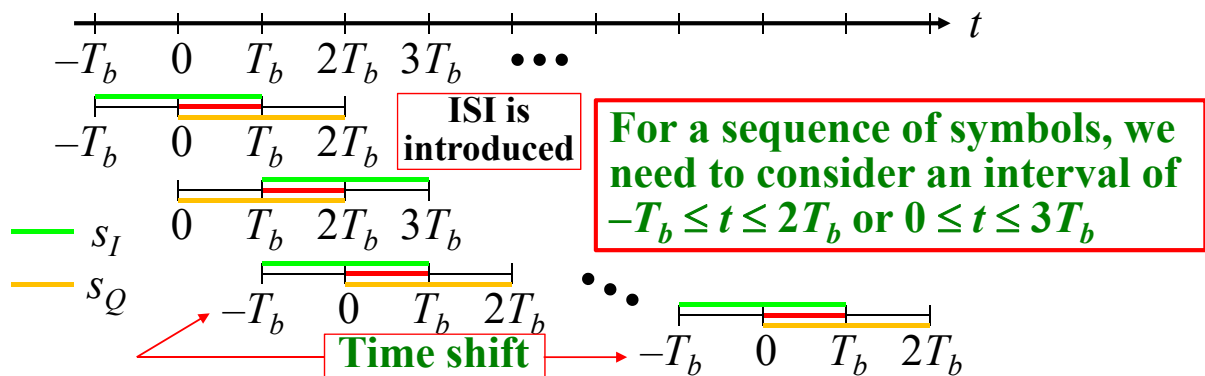 t
–T_b 0 T_b 2T_b 3T_b •••
–T_b 0 T_b 2T_b
ISI is
introduced
For a sequence of symbols, we
need to consider an interval of
–T_b ≤ t ≤ 2T_b or 0 ≤ t ≤ 3T_b
0 T_b 2T_b 3T_b
s_I
s_Q
–T_b 0 T_b 2T_b
–T_b 0 T_b 2T_b
Time shift